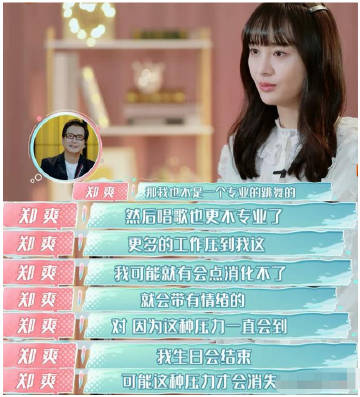 郑爽 那我也不是一个专业的跳舞的
郑爽 然后唱歌也更不专业了
郑爽 更多的工作压到我这
郑爽 我可能就有会点消化不了
郑爽 就会带有情绪的
郑爽 对 因为这种压力一直会到
郑爽 我生日会结束
郑爽 可能这种压力才会消失